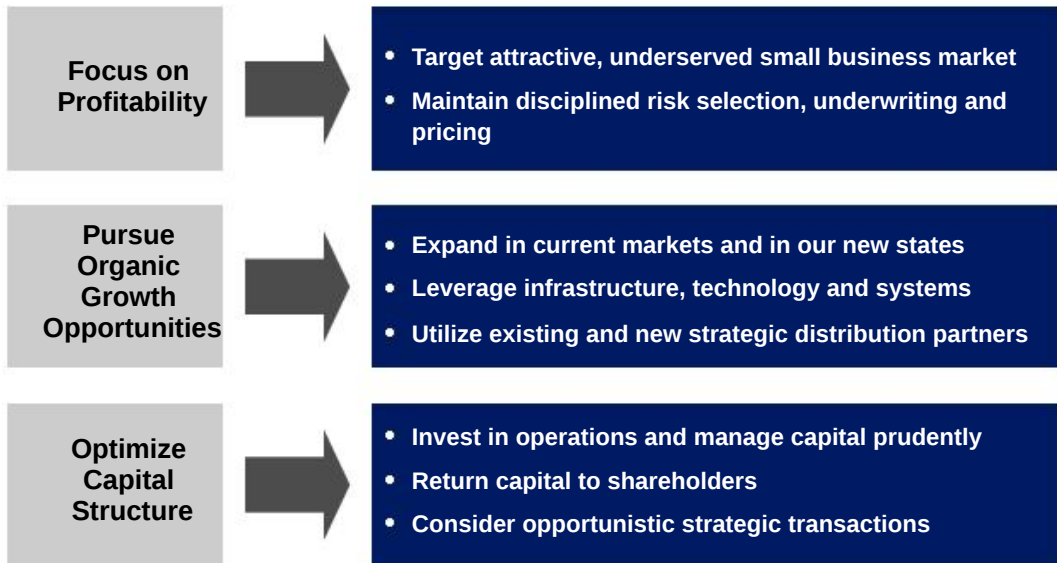 Focus on
Profitability
• Target attractive, underserved small business market
• Maintain disciplined risk selection, underwriting and
pricing
Pursue
Organic
Growth
Opportunities
• Expand in current markets and in our new states
• Leverage infrastructure, technology and systems
• Utilize existing and new strategic distribution partners
Optimize
Capital
Structure
• Invest in operations and manage capital prudently
• Return capital to shareholders
• Consider opportunistic strategic transactions